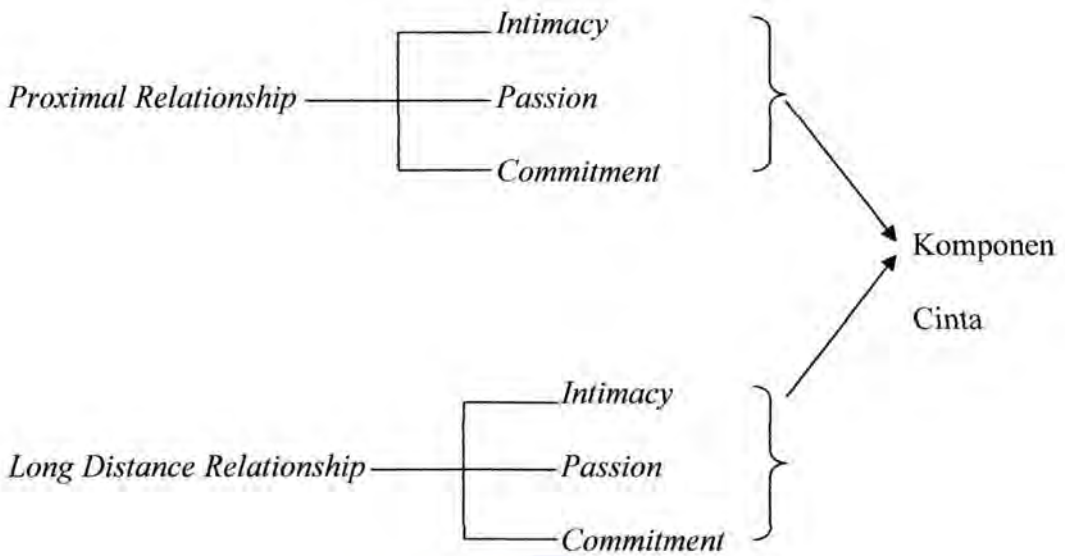 Intimacy
Proximal Relationship
Passion
Commitment
Komponen
Cinta
Intimacy
Long Distance Relationship
Passion
Commitment